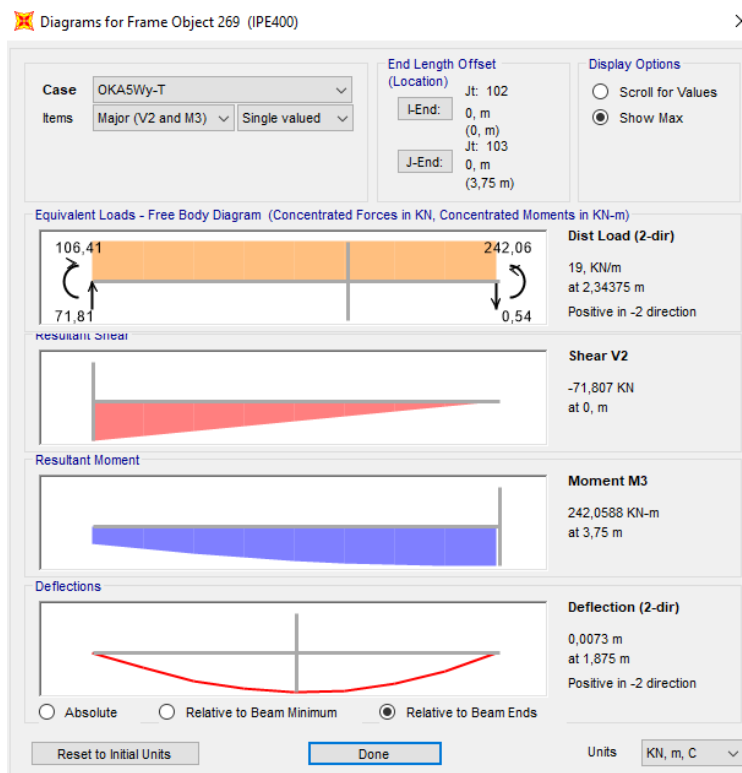 Diagrams for Frame Object 269 (IPE400)
Case OKA5Wy-T
Items Major (V2 and M3) Single valued
End Length Offset
(Location)
Jt: 102
I-End: 0, m
(0, m)
Jt: 103
J-End: 0, m
(3,75 m)
Display Options
Scroll for Values
Show Max
Equivalent Loads - Free Body Diagram (Concentrated Forces in KN, Concentrated Moments in KN-m)
106,41 242,06
71,81 0,54
Dist Load (2-dir)
19, KN/m
at 2,34375 m
Positive in -2 direction
Resultant Shear
Shear V2
-71,807 KN
at 0, m
Resultant Moment
Moment M3
242,0588 KN-m
at 3,75 m
Deflections
Deflection (2-dir)
0,0073 m
at 1,875 m
Positive in -2 direction
Absolute Relative to Beam Minimum Relative to Beam Ends
Reset to Initial Units Done Units KN, m, C